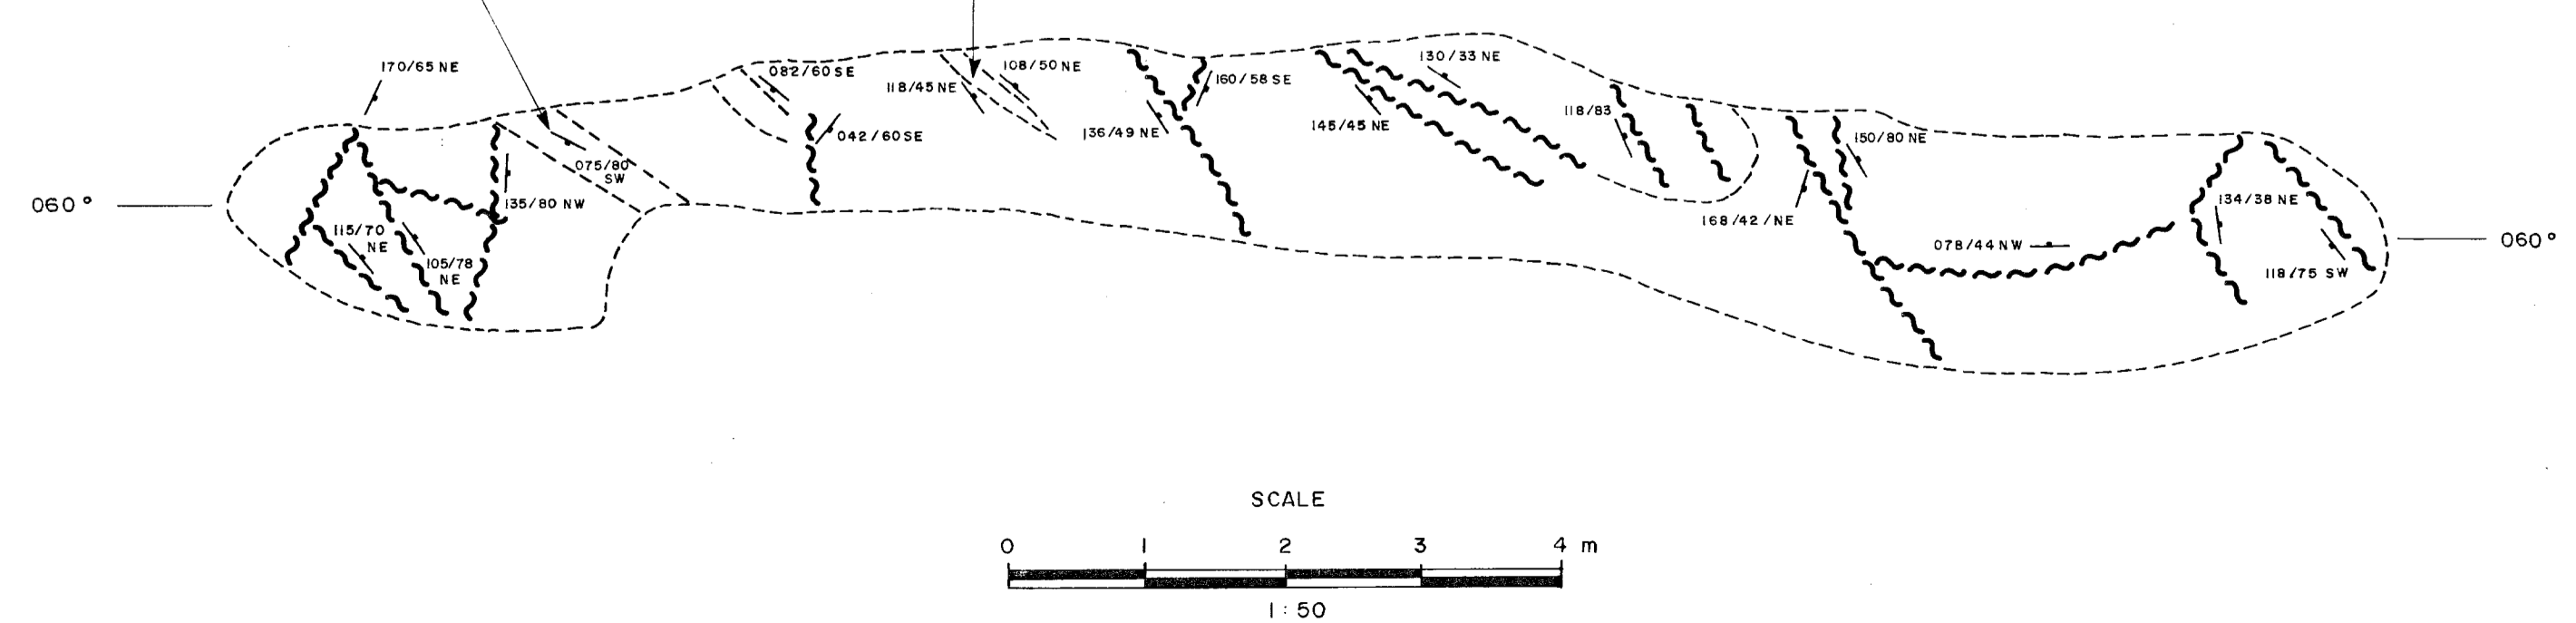 170/65 NE
082/60 SE
108/50 NE
118/45 NE
160/58 SE
130/33 NE
118/83
150/80 NE
042/60 SE
136/49 NE
145/45 NE
075/80
SW
060°
135/80 NW
115/70
NE
105/78
NE
168/42/NE
134/38 NE
078/44 NW
060°
118/75 SW
SCALE
0 1 2 3 4 m
1:50